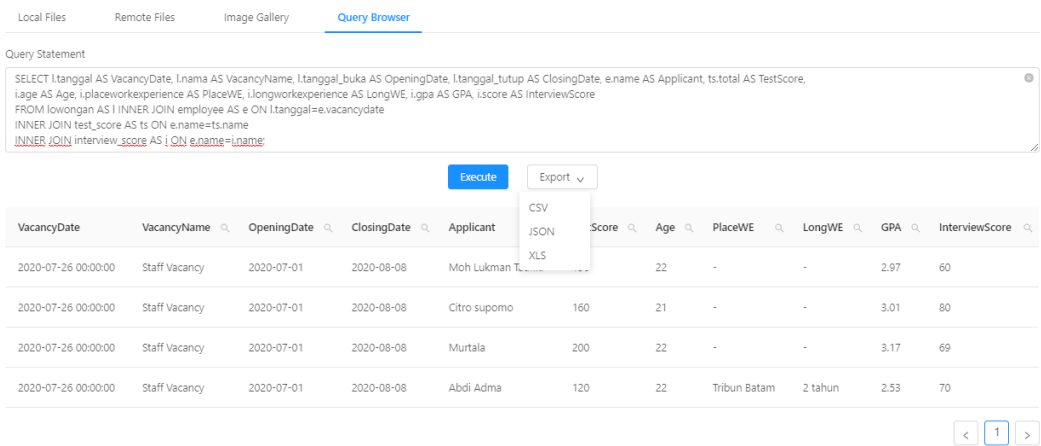 Local Files Remote Files Image Gallery Query Browser
Query Statement
SELECT l.tanggal AS VacancyDate, l.nama AS VacancyName, l.tanggal_buka AS OpeningDate, l.tanggal_tutup AS ClosingDate, e.name AS Applicant, ts.total AS TestScore,
i.age AS Age, i.placeworkexperience AS PlaceWE, i.longworkexperience AS LongWE, i.gpa AS GPA, i.score AS InterviewScore
FROM lowongan AS l INNER JOIN employee AS e ON l.tanggal=e.vacancydate
INNER JOIN test_score AS ts ON e.name=ts.name
INNER JOIN interview_score AS i ON e.name=i.name;
Execute Export
CSV
JSON
XLS
VacancyDate VacancyName OpeningDate ClosingDate Applicant Score Age PlaceWE LongWE GPA InterviewScore
2020-07-26 00:00:00 Staff Vacancy 2020-07-01 2020-08-08 Moh Lukman 22 - - 2.97 60
2020-07-26 00:00:00 Staff Vacancy 2020-07-01 2020-08-08 Citro supomo 160 21 - - 3.01 80
2020-07-26 00:00:00 Staff Vacancy 2020-07-01 2020-08-08 Murtala 200 22 - - 3.17 69
2020-07-26 00:00:00 Staff Vacancy 2020-07-01 2020-08-08 Abdi Adma 120 22 Tribun Batam 2 tahun 2.53 70
< 1 >